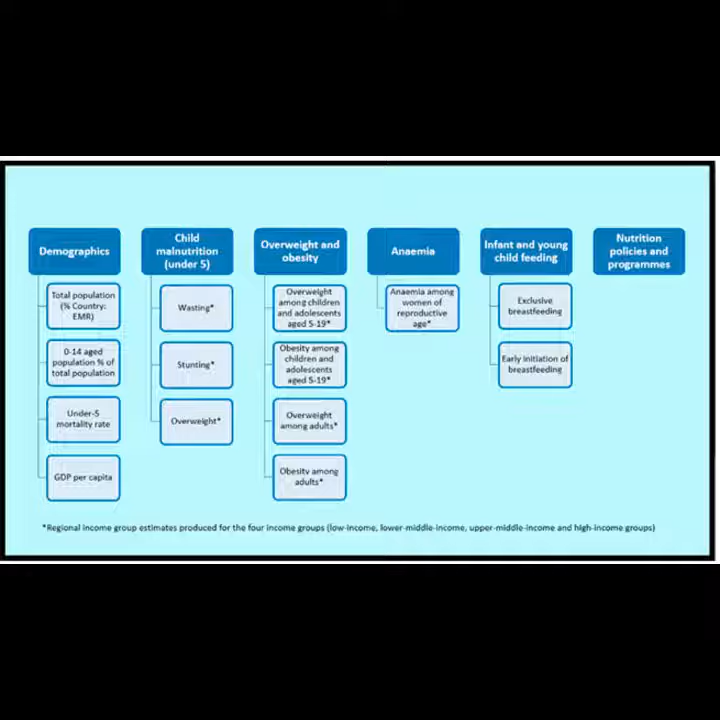 Demographics
Total population
(% Country:
EMR)
0-14 aged
population % of
total population
Under-5
mortality rate
GDP per capita
Child
malnutrition
(under 5)
Wasting*
Stunting*
Overweight*
Overweight and
obesity
Overweight
among children
and adolescents
aged 5-19*
Obesity among
children and
adolescents
aged 5-19*
Overweight
among adults*
Obesity among
adults*
Anaemia
Anaemia among
women of
reproductive
age*
Infant and young
child feeding
Exclusive
breastfeeding
Early initiation of
breastfeeding
Nutrition
policies and
programmes
*Regional income group estimates produced for the four income groups (low-income, lower-middle-income, upper-middle-income and high-income groups)